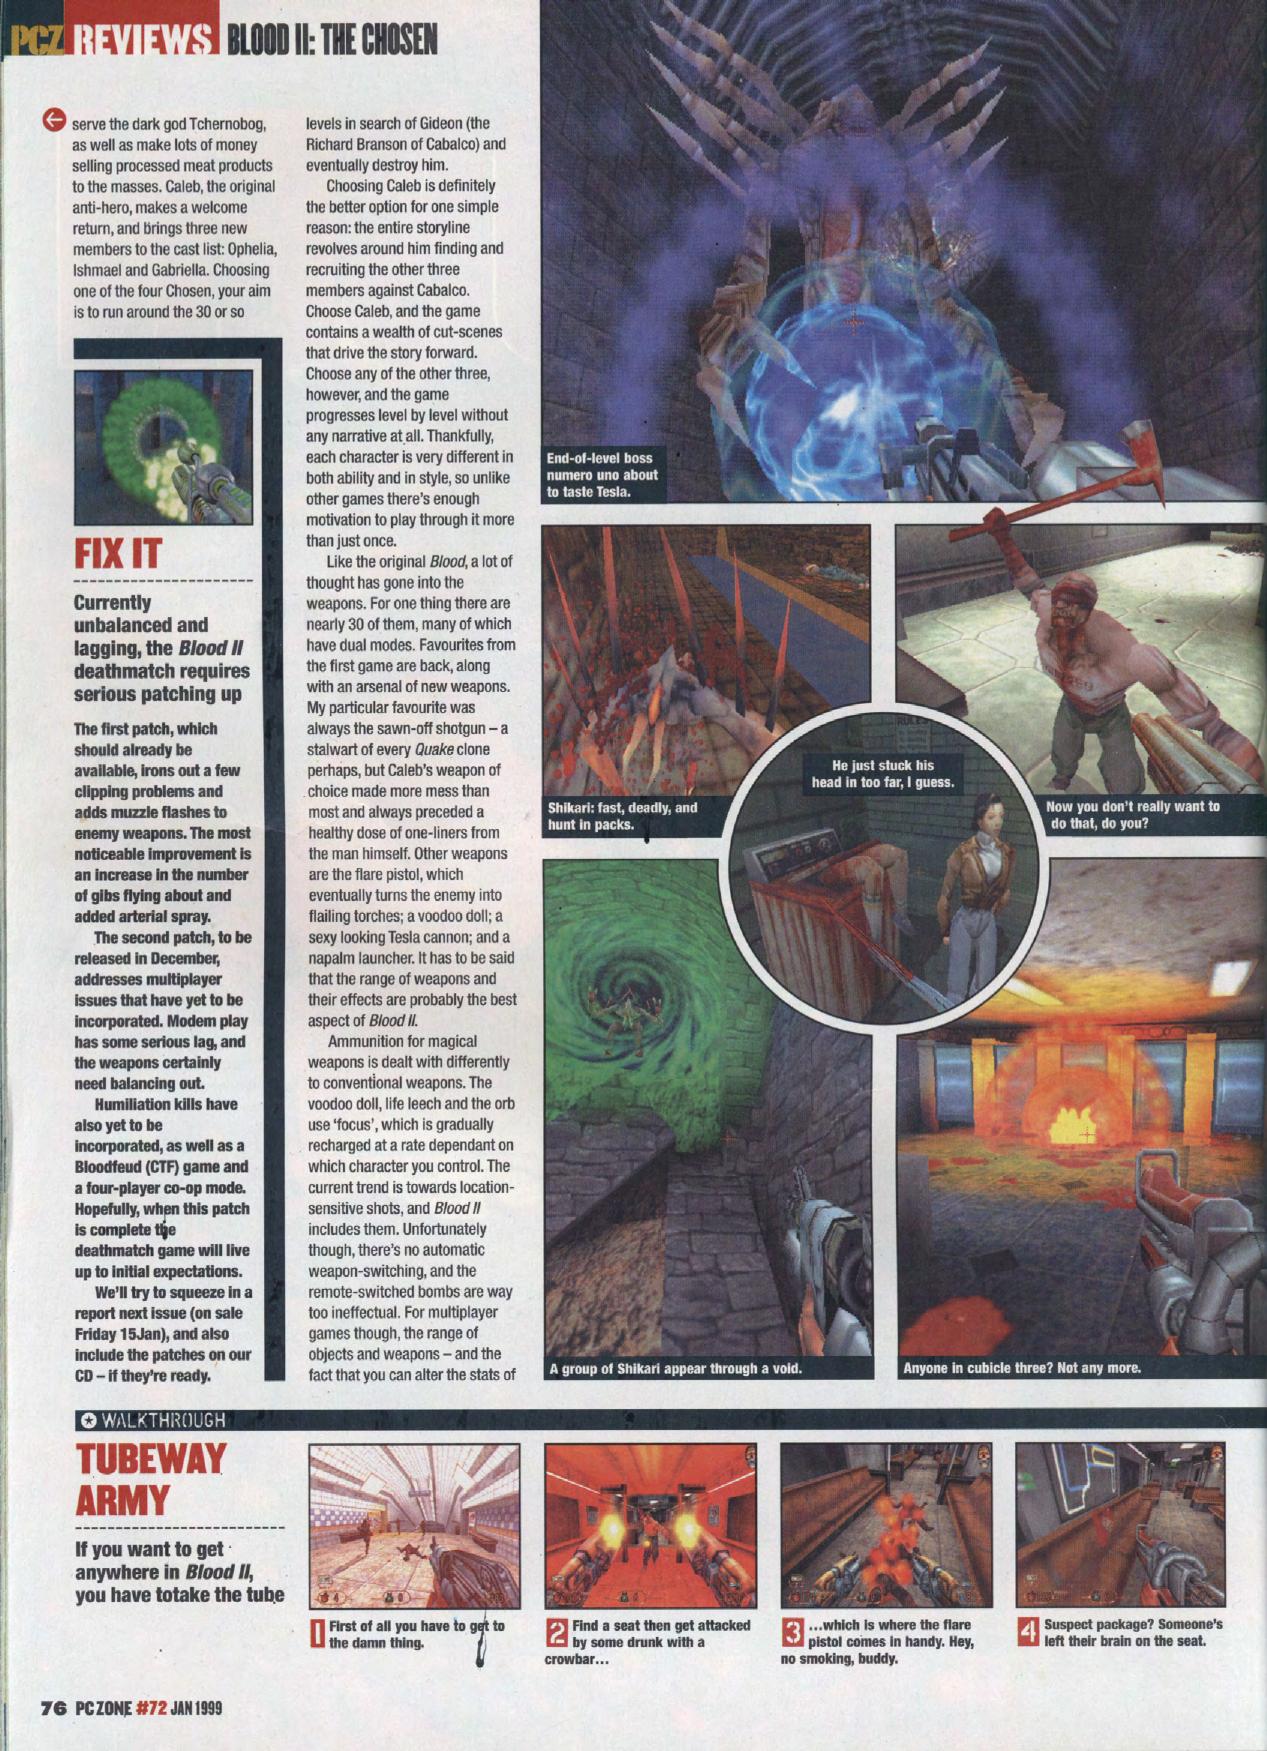 PCZ REVIEWS BLOOD II: THE CHOSEN
serve the dark god Tchernobog,
as well as make lots of money
selling processed meat products
to the masses. Caleb, the original
anti-hero, makes a welcome
return, and brings three new
members to the cast list: Ophelia,
Ishmael and Gabriella. Choosing
one of the four Chosen, your aim
is to run around the 30 or so
FIX IT
Currently
unbalanced and
lagging, the Blood II
deathmatch requires
serious patching up
The first patch, which
should already be
available, irons out a few
clipping problems and
adds muzzle flashes to
enemy weapons. The most
noticeable improvement is
an increase in the number
of gibs flying about and
added arterial spray.
The second patch, to be
released in December,
addresses multiplayer
issues that have yet to be
incorporated. Modem play
has some serious lag, and
the weapons certainly
need balancing out.
Humiliation kills have
also yet to be
incorporated, as well as a
Bloodfeud (CTF) game and
a four-player co-op mode.
Hopefully, when this patch
is complete the
deathmatch game will live
up to initial expectations.
We'll try to squeeze in a
report next issue (on sale
Friday 15Jan), and also
include the patches on our
CD – if they're ready.
levels in search of Gideon (the
Richard Branson of Cabalco) and
eventually destroy him.
Choosing Caleb is definitely
the better option for one simple
reason: the entire storyline
revolves around him finding and
recruiting the other three
members against Cabalco.
Choose Caleb, and the game
contains a wealth of cut-scenes
that drive the story forward.
Choose any of the other three,
however, and the game
progresses level by level without
any narrative at all. Thankfully,
each character is very different in
both ability and in style, so unlike
other games there's enough
motivation to play through it more
than just once.
Like the original Blood, a lot of
thought has gone into the
weapons. For one thing there are
nearly 30 of them, many of which
have dual modes. Favourites from
the first game are back, along
with an arsenal of new weapons.
My particular favourite was
always the sawn-off shotgun – a
stalwart of every Quake clone
perhaps, but Caleb's weapon of
choice made more mess than
most and always preceded a
healthy dose of one-liners from
the man himself. Other weapons
are the flare pistol, which
eventually turns the enemy into
flailing torches; a voodoo doll; a
sexy looking Tesla cannon; and a
napalm launcher. It has to be said
that the range of weapons and
their effects are probably the best
aspect of Blood II.
Ammunition for magical
weapons is dealt with differently
to conventional weapons. The
voodoo doll, life leech and the orb
use 'focus', which is gradually
recharged at a rate dependant on
which character you control. The
current trend is towards location-
sensitive shots, and Blood II
includes them. Unfortunately
though, there's no automatic
weapon-switching, and the
remote-switched bombs are way
too ineffectual. For multiplayer
games though, the range of
objects and weapons – and the
fact that you can alter the stats of
End-of-level boss
numero uno about
to taste Tesla.
Shikari: fast, deadly, and
hunt in packs.
Now you don't really want to
do that, do you?
RULES
He just stuck his
head in too far, I guess.
A group of Shikari appear through a void.
Anyone in cubicle three? Not any more.
WALKTHROUGH
TUBEWAY
ARMY
If you want to get
anywhere in Blood II,
you have totake the tube
1 First of all you have to get to
the damn thing.
2 Find a seat then get attacked
by some drunk with a
crowbar...
3 ...which is where the flare
pistol comes in handy. Hey,
no smoking, buddy.
4 Suspect package? Someone's
left their brain on the seat.
76 PC ZONE #72 JAN 1999